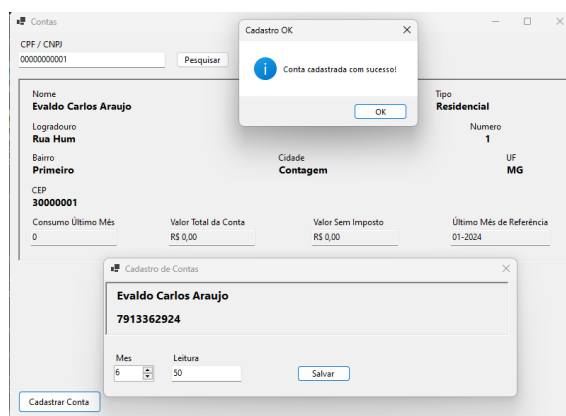 Contas
CPF / CNPJ
00000000001
Pesquisar
Cadastro OK
Conta cadastrada com sucesso!
OK
Nome
Evaldo Carlos Araujo
Tipo
Residencial
Logradouro
Rua Hum
Numero
1
Bairro
Primeiro
Cidade
Contagem
UF
MG
CEP
30000001
Consumo Último Mês
Valor Total da Conta
Valor Sem Imposto
Último Mês de Referência
0
R$ 0,00
R$ 0,00
01-2024
Cadastro de Contas
Evaldo Carlos Araujo
7913362924
Mes
Leitura
6
50
Salvar
Cadastrar Conta